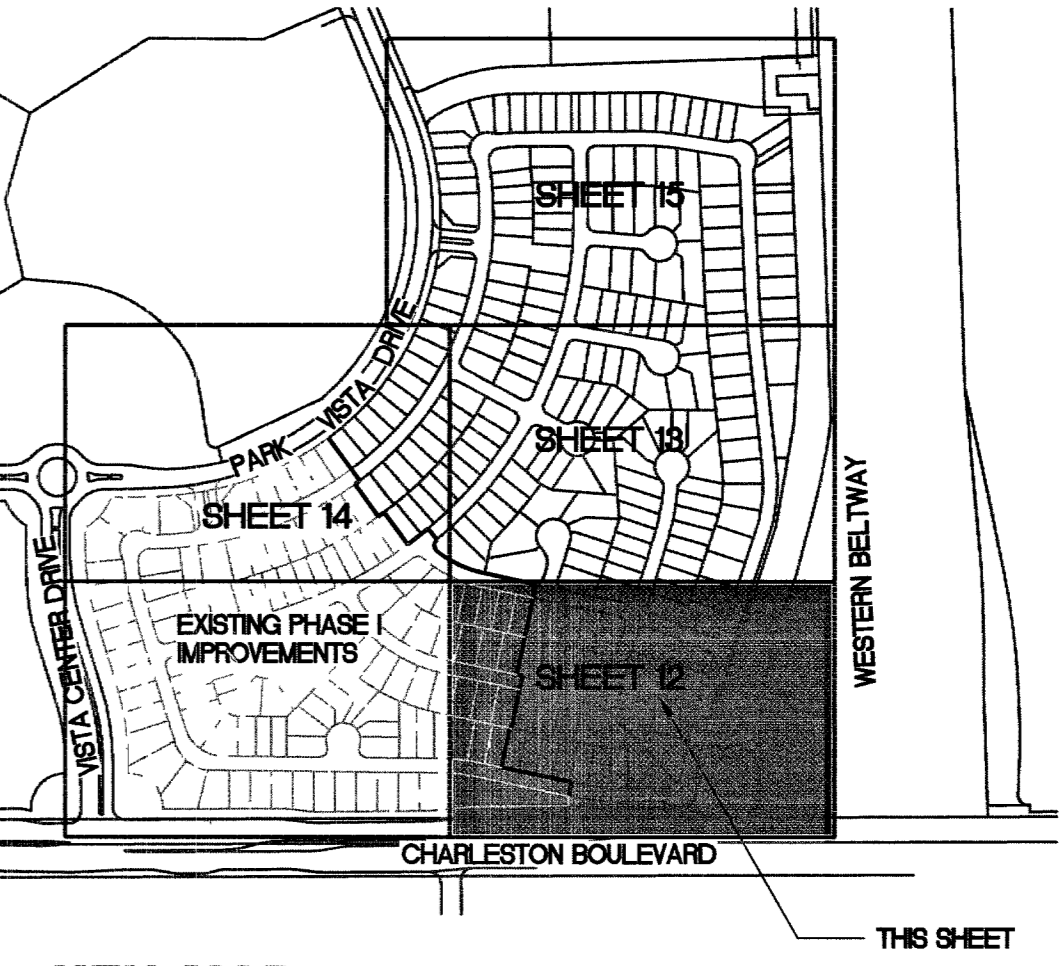 SHEET 15
PARK VISTA DRIVE
SHEET 13
SHEET 14
VISTA CENTER DRIVE
WESTERN BELTWAY
EXISTING PHASE I
IMPROVEMENTS
SHEET 12
CHARLESTON BOULEVARD
THIS SHEET